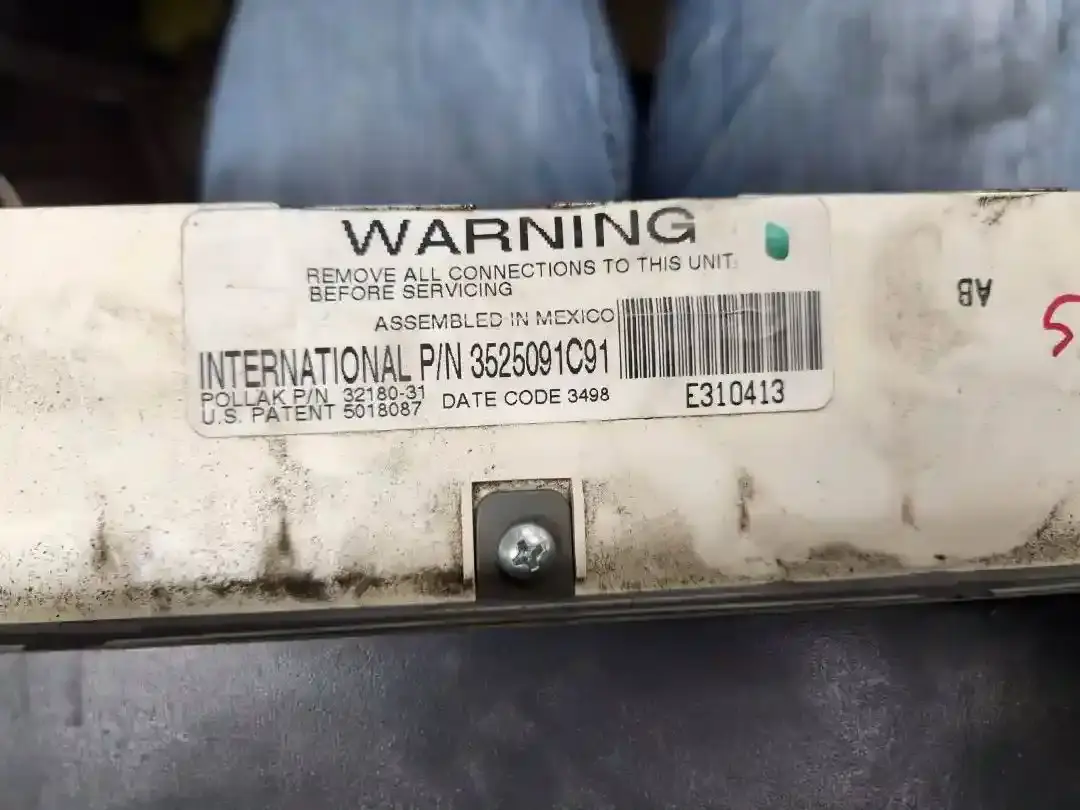 WARNING
REMOVE ALL CONNECTIONS TO THIS UNIT
BEFORE SERVICING
ASSEMBLED IN MEXICO
INTERNATIONAL P/N 3525091C91
POLLAK P/N 32180-31
U.S. PATENT 5018087
DATE CODE 3498
E310413
AB
5